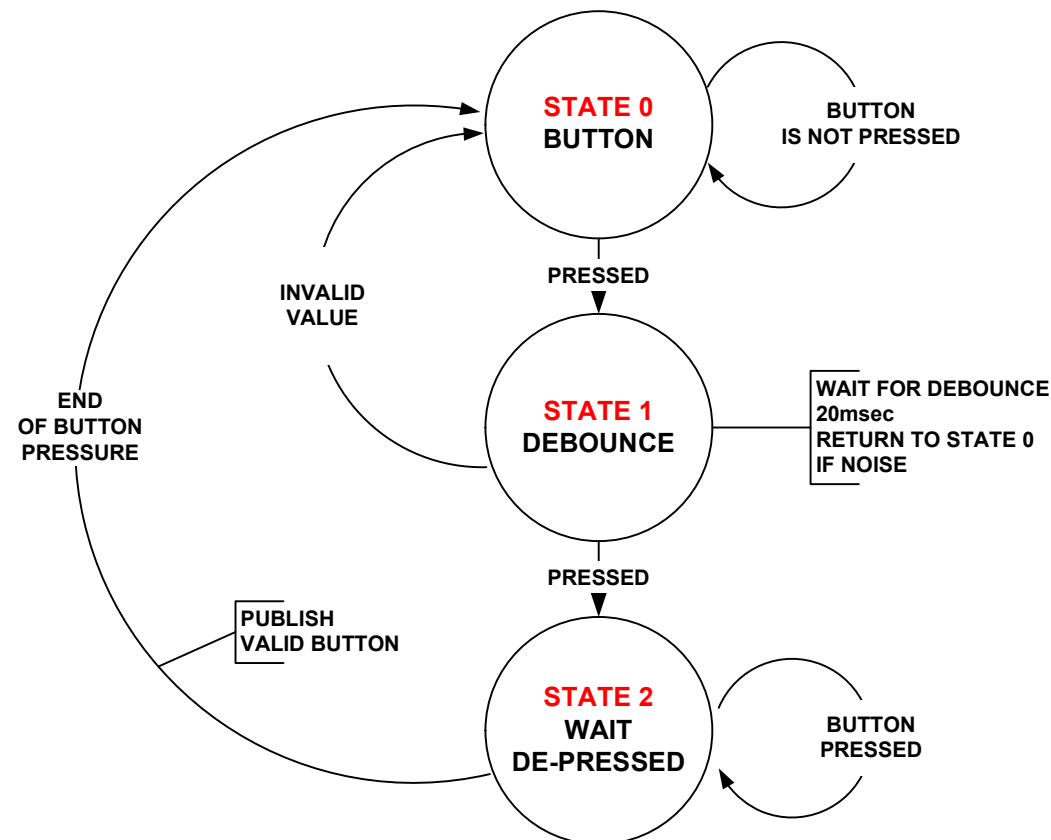 STATE 0
BUTTON
BUTTON
IS NOT PRESSED
PRESSED
INVALID
VALUE
STATE 1
DEBOUNCE
WAIT FOR DEBOUNCE
20msec
RETURN TO STATE 0
IF NOISE
END
OF BUTTON
PRESSURE
PRESSED
PUBLISH
VALID BUTTON
STATE 2
WAIT
DE-PRESSED
BUTTON
PRESSED